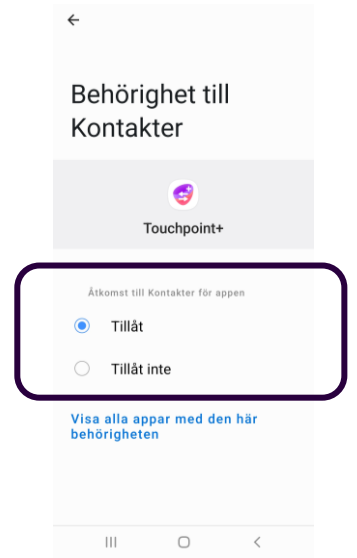 Behörighet till
Kontakter
Touchpoint+
Åtkomst till Kontakter för appen
Tillåt
Tillåt inte
Visa alla appar med den här
behörigheten